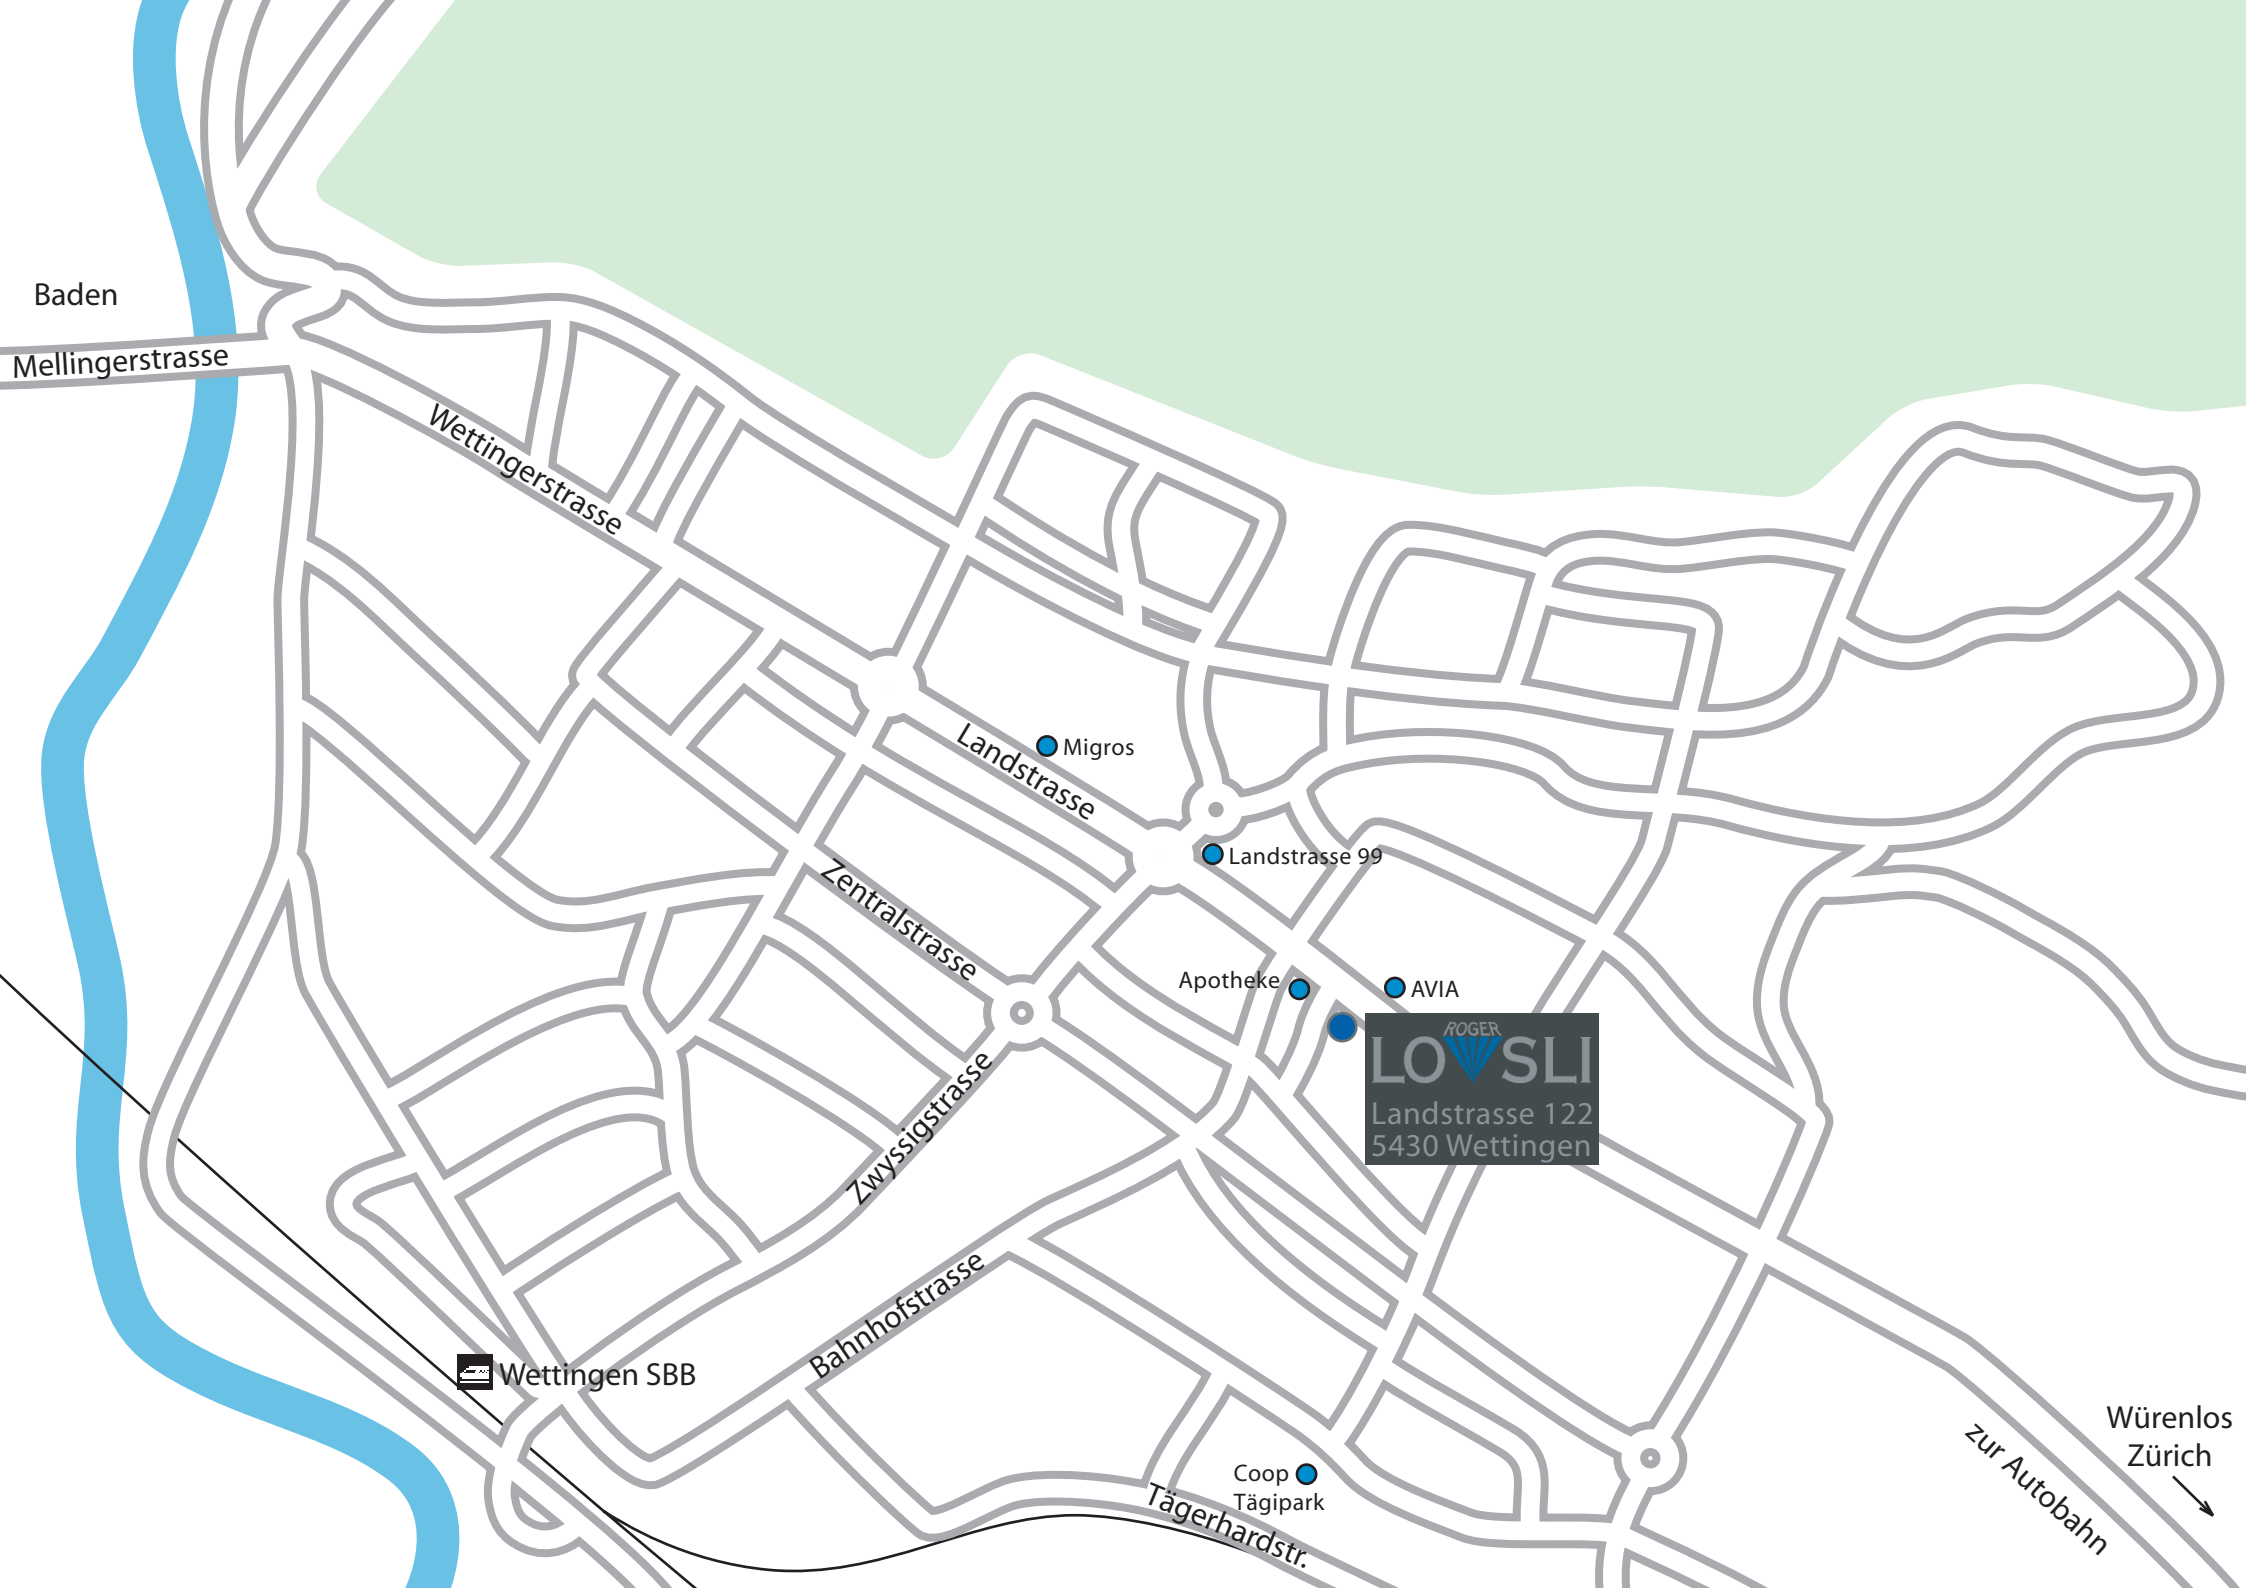 Baden
Mellingerstrasse
Wettingerstrasse
Landstrasse
Migros
Landstrasse 99
Zentralstrasse
Apotheke
AVIA
ROGER
LOOSLI
Landstrasse 122
5430 Wettingen
Zwyssigstrasse
Bahnhofstrasse
Wettingen SBB
Coop
Tägipark
Tägerhardstr.
zur Autobahn
Würenlos
Zürich